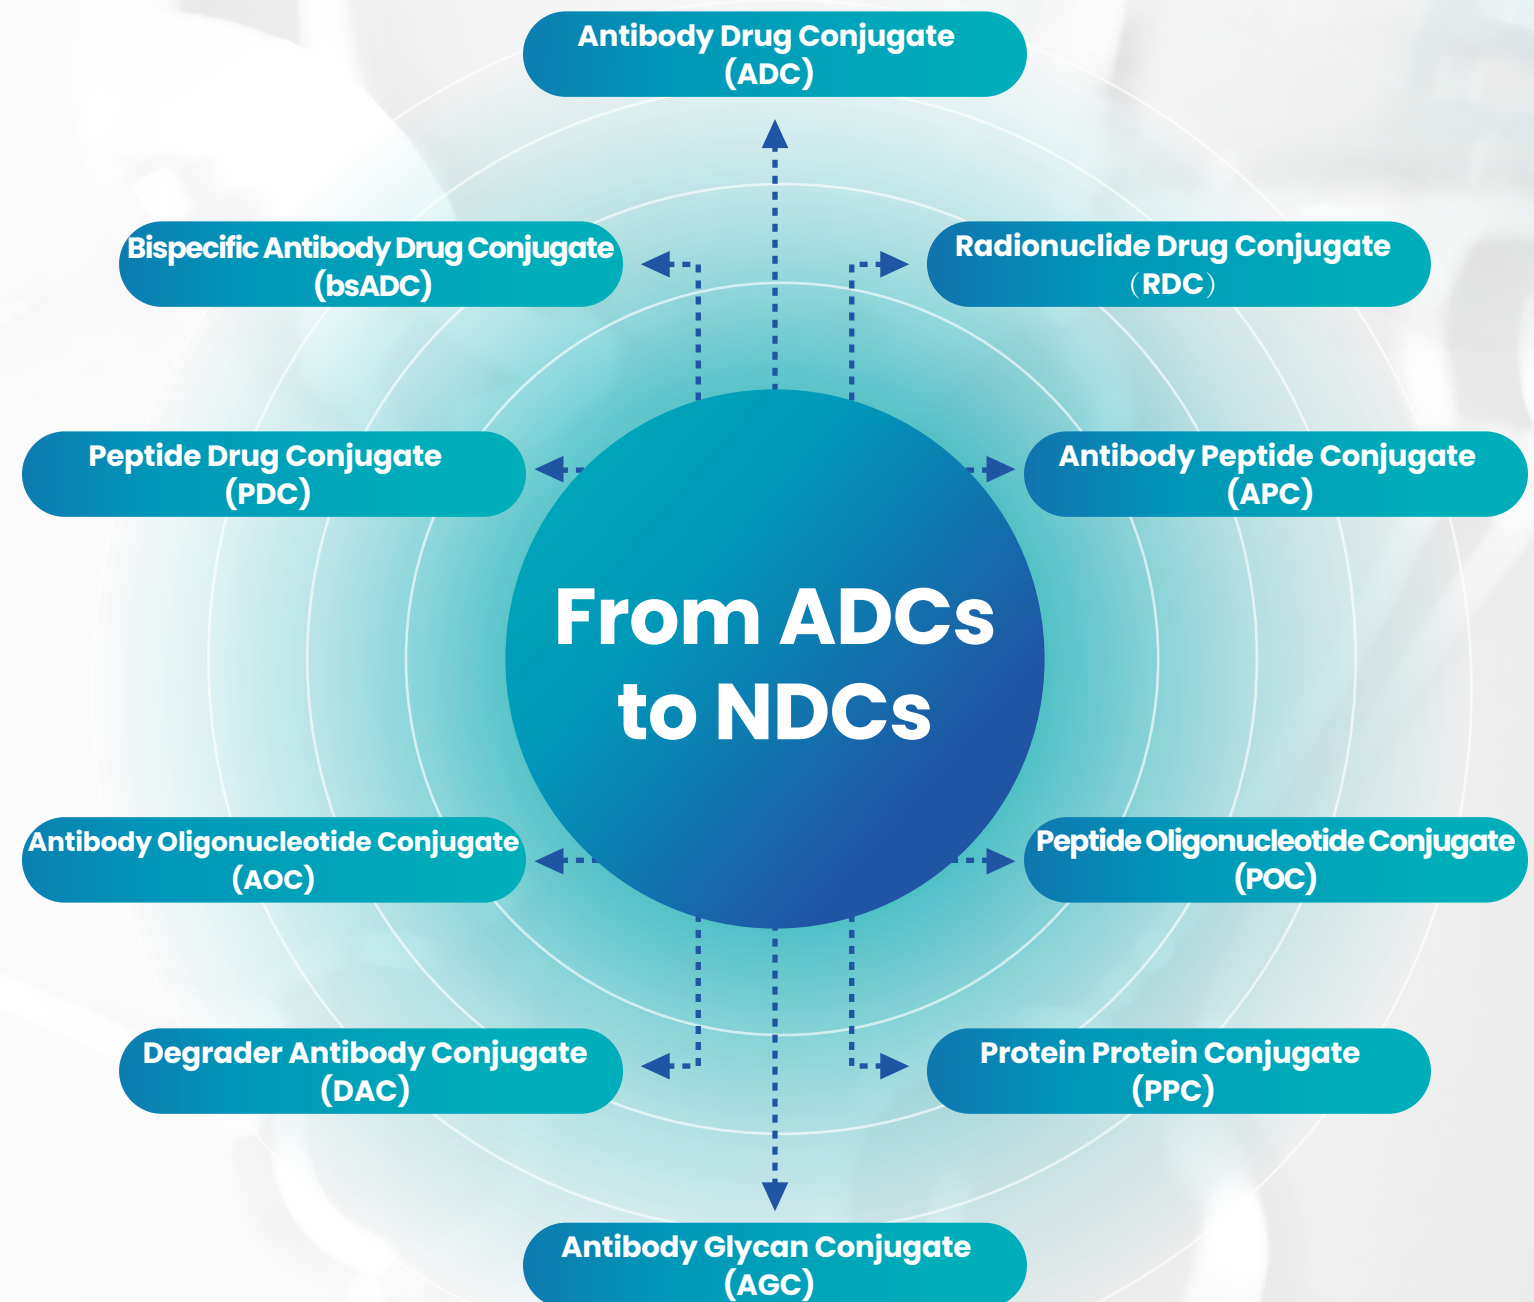 Antibody Drug Conjugate
(ADC)
Bispecific Antibody Drug Conjugate
(bsADC)
Radionuclide Drug Conjugate
（RDC）
Peptide Drug Conjugate
(PDC)
Antibody Peptide Conjugate
(APC)
From ADCs
to NDCs
Antibody Oligonucleotide Conjugate
(AOC)
Peptide Oligonucleotide Conjugate
(POC)
Degrader Antibody Conjugate
(DAC)
Protein Protein Conjugate
(PPC)
Antibody Glycan Conjugate
(AGC)